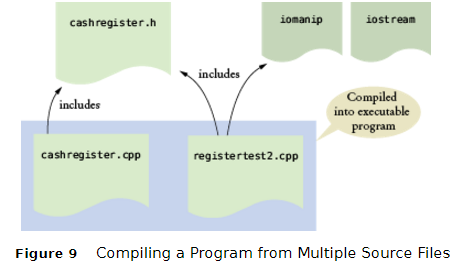 cashregister.h
iomanip
iostream
includes
includes
Compiled
into executable
program
cashregister.cpp
registertest2.cpp
Figure 9 Compiling a Program from Multiple Source Files